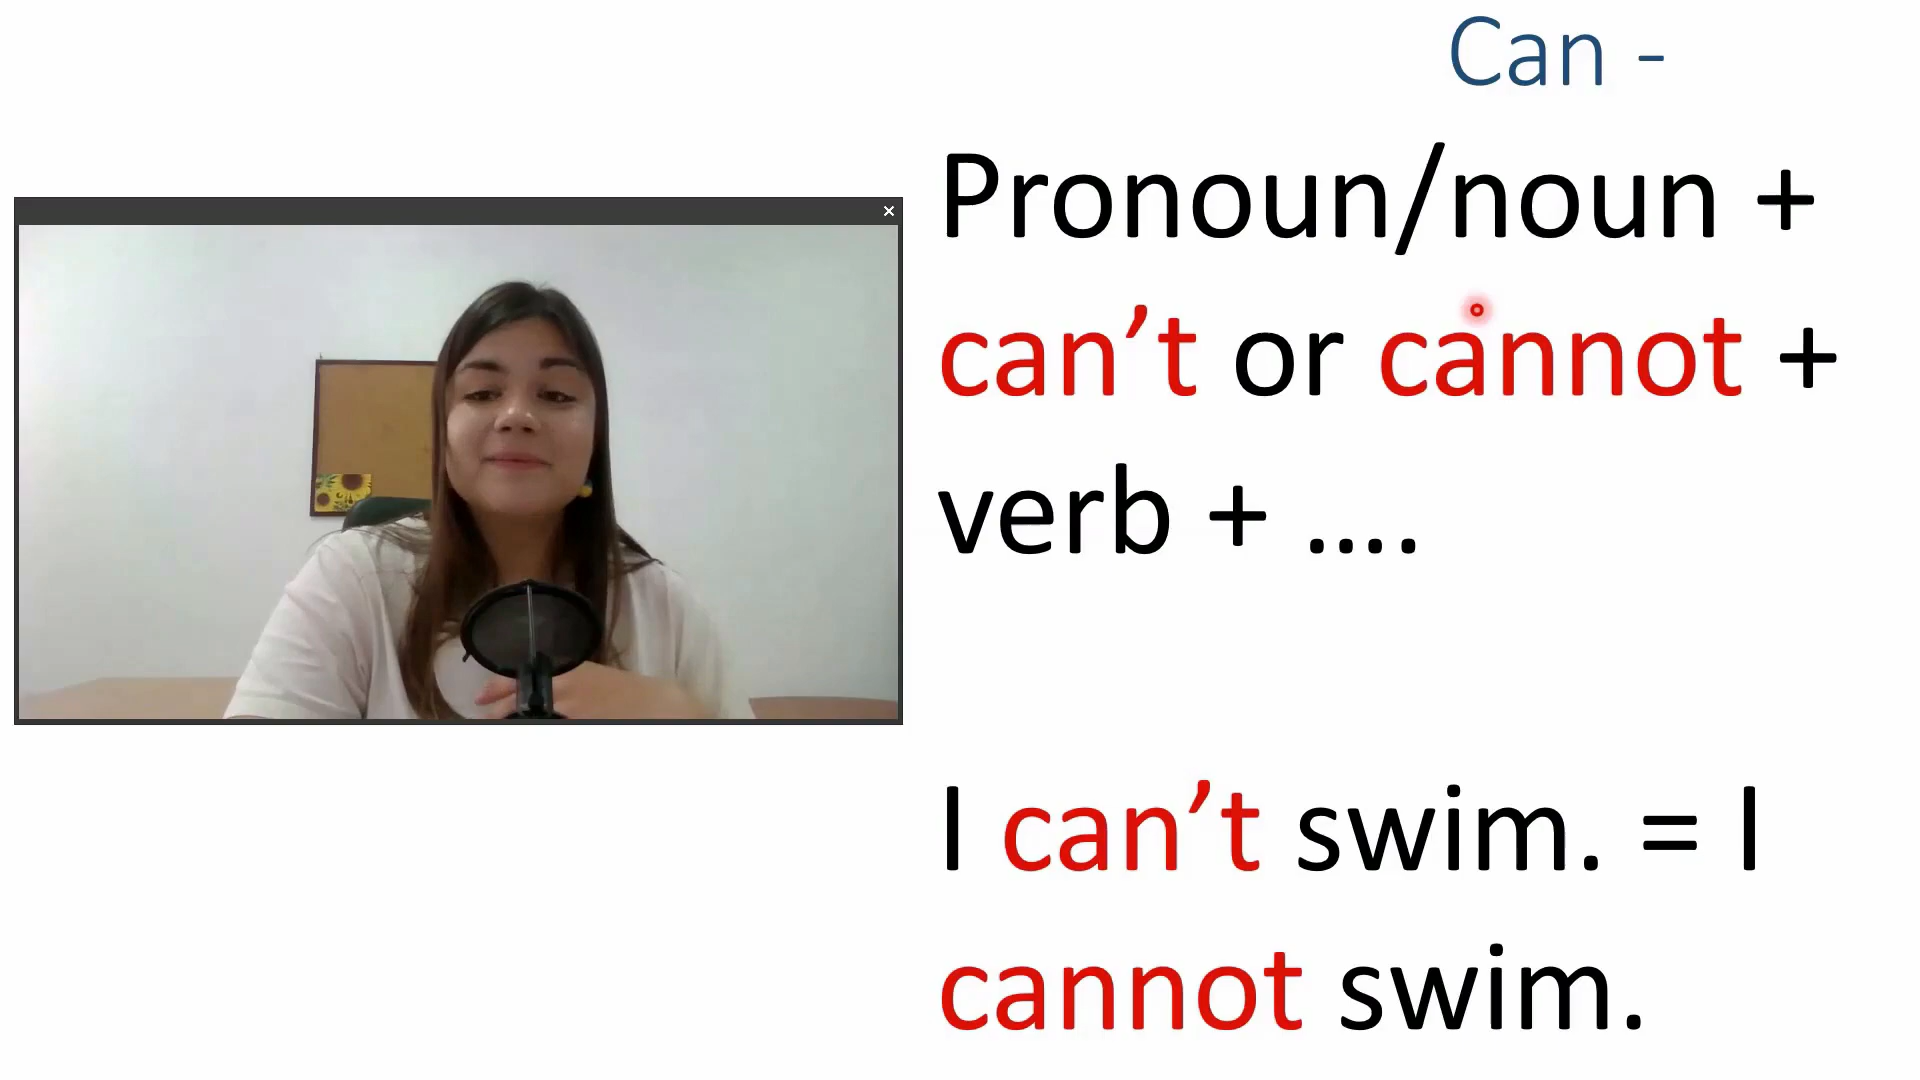 Can -
Pronoun/noun +
can’t or cannot +
verb + ....
I can’t swim. = I
cannot swim.